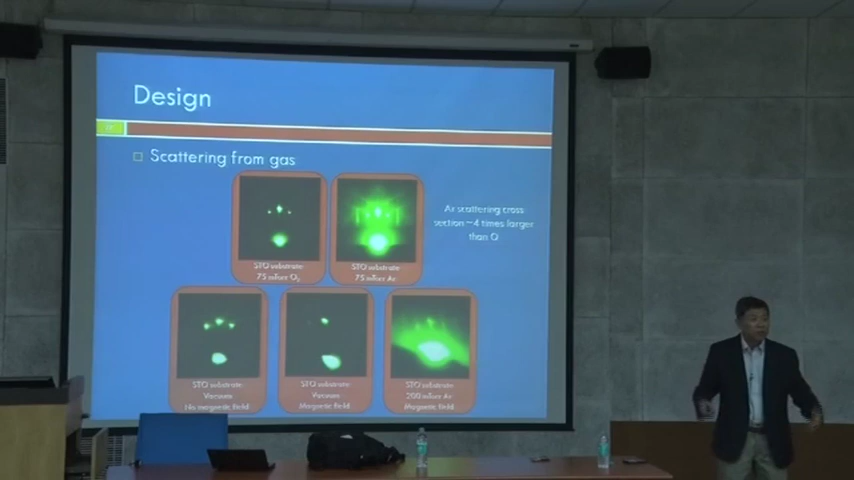 Design
Scattering from gas
Ar scattering cross
section ~4 times larger
than O
STO substrate
75 mTorr O₂
STO substrate
75 mTorr Ar
STO substrate
Vacuum
No magnetic field
STO substrate
Vacuum
Magnetic field
STO substrate
200 mTorr Ar
Magnetic field